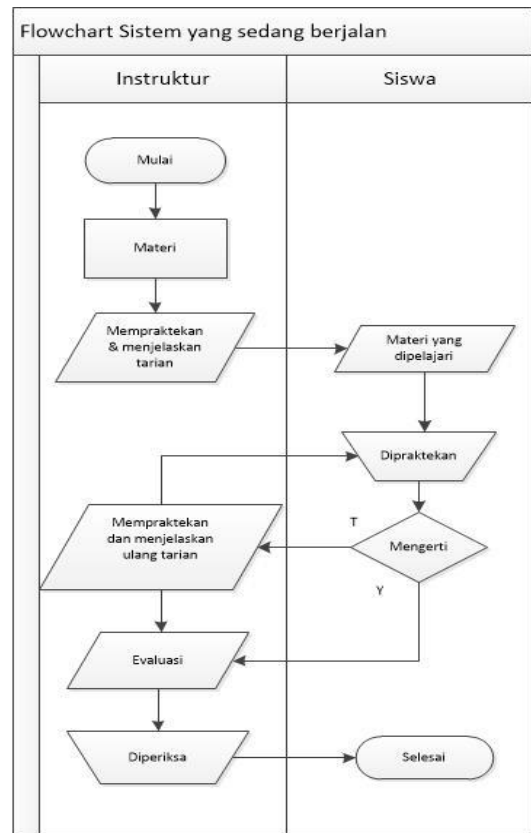 Flowchart Sistem yang sedang berjalan
Instruktur
Siswa
Mulai
Materi
Mempraktekan
& menjelaskan
tarian
Materi yang
dipelajari
Dipraktekan
Mempraktekan
dan menjelaskan
ulang tarian
T
Mengerti
Y
Evaluasi
Diperiksa
Selesai